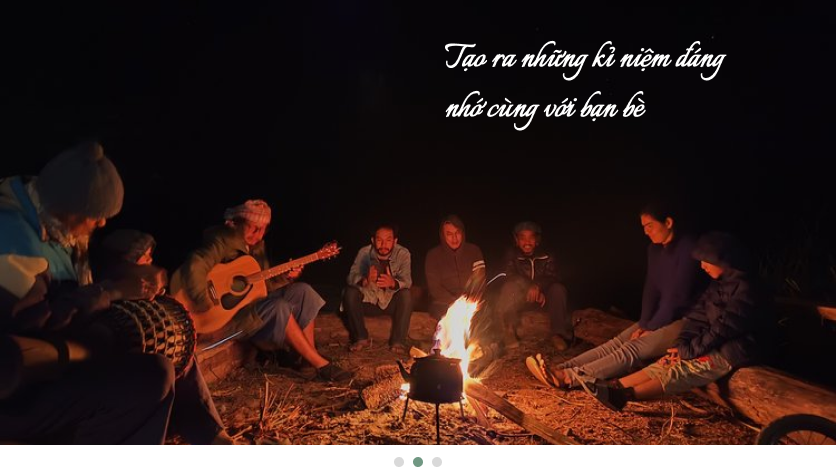 Tạo ra những kỉ niệm đáng
nhớ cùng với bạn bè